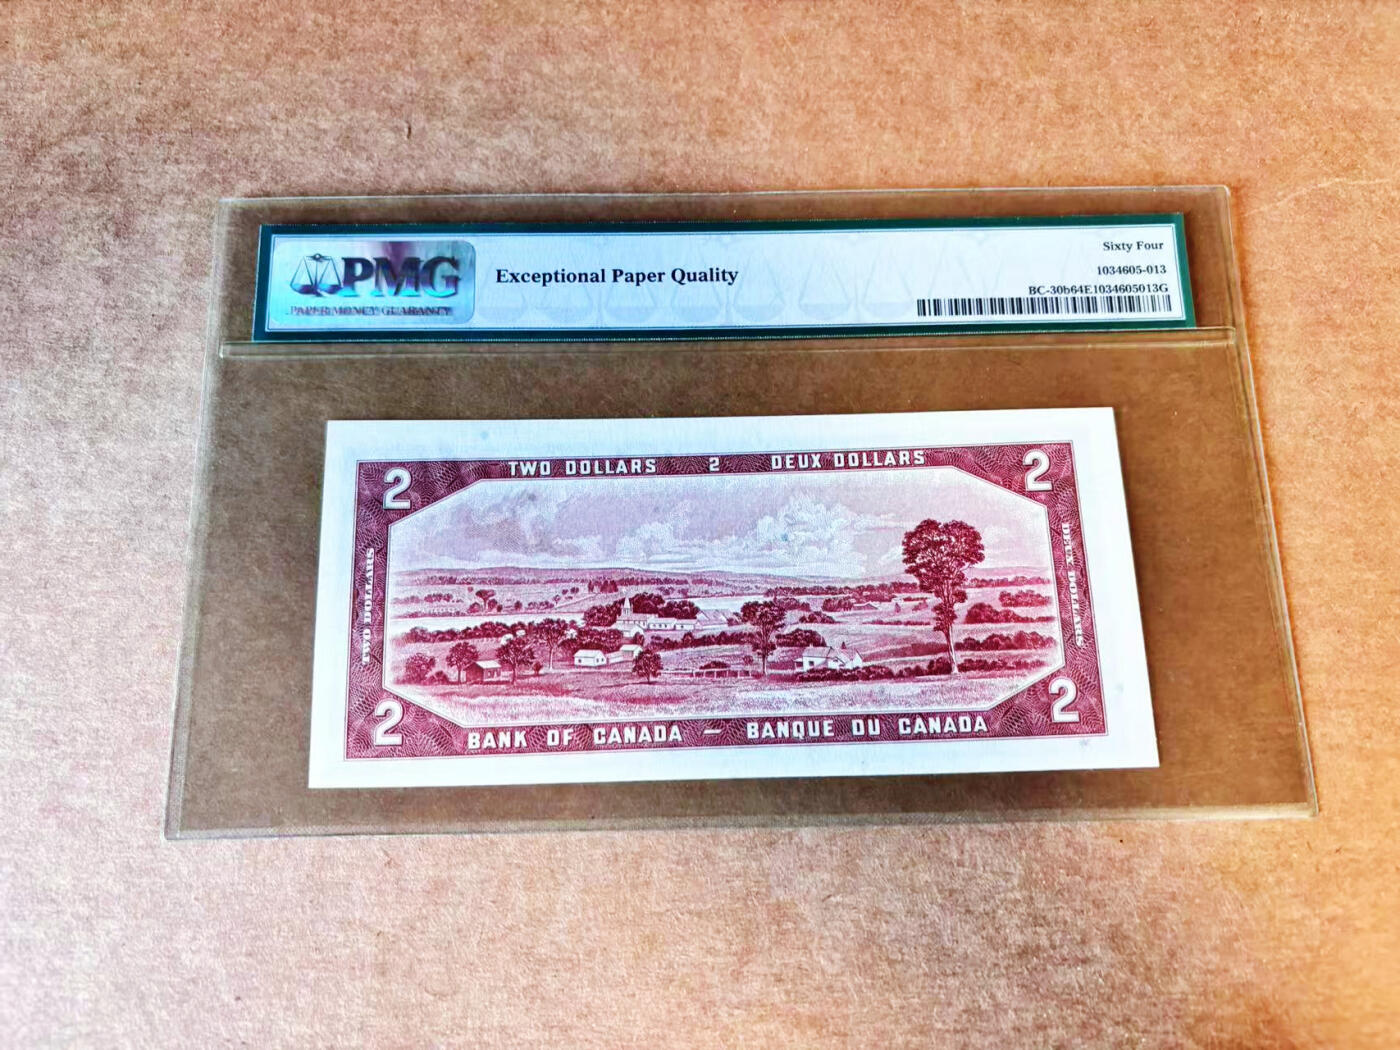 PMG
PAPER MONEY GUARANTY
Exceptional Paper Quality
Sixty Four
1034605-013
BC-30b64E1034605013G
TWO DOLLARS 2 DEUX DOLLARS
2 2
TWO DOLLARS
DEUX DOLLARS
2 2
BANK OF CANADA — BANQUE DU CANADA